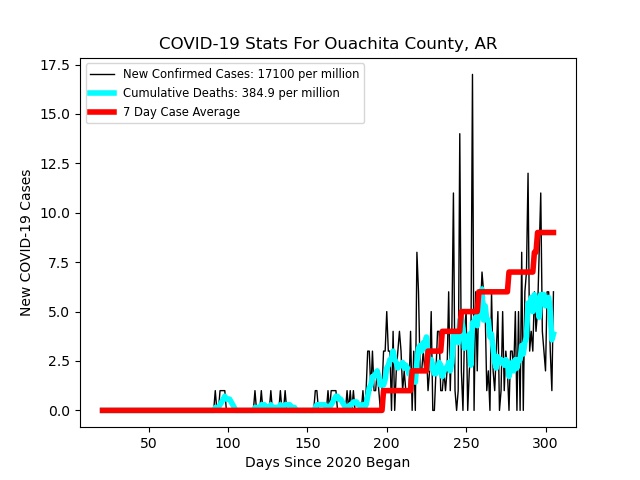 COVID-19 Stats For Ouachita County, AR
New Confirmed Cases: 17100 per million
Cumulative Deaths: 384.9 per million
7 Day Case Average
New COVID-19 Cases
17.5
15.0
12.5
10.0
7.5
5.0
2.5
0.0
50 100 150 200 250 300
Days Since 2020 Began